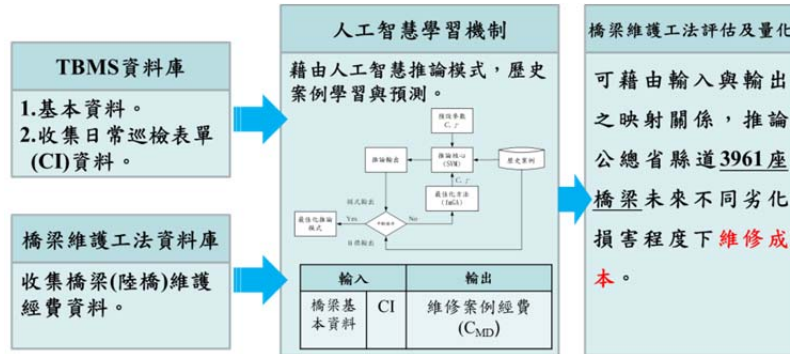 TBMS資料庫
1.基本資料。
2.收集日常巡檢表單
(CI)資料。
橋梁維護工法資料庫
收集橋梁(陸橋)維護
經費資料。
人工智慧學習機制
藉由人工智慧推論模式，歷史
案例學習與預測。
推論輸出
推論核心
(SVM)
歷史案例
C, γ
最佳化方法
(fmGA)
最佳化推論
模式
Yes
No
輸入
輸出
橋梁基
本資料
CI
維修案例經費
(CMD)
橋梁維護工法評估及量化
可藉由輸入與輸出
之映射關係，推論
公總省縣道3961座
橋梁未來不同劣化
損害程度下維修成
本。